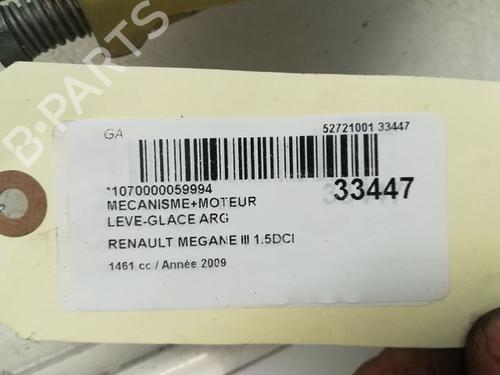 B-PARTS
GA
52721001 33447
*1070000059994
33447
MECANISME+MOTEUR
LEVE-GLACE ARG
RENAULT MEGANE III 1.5DCI
1461 cc / Année 2009